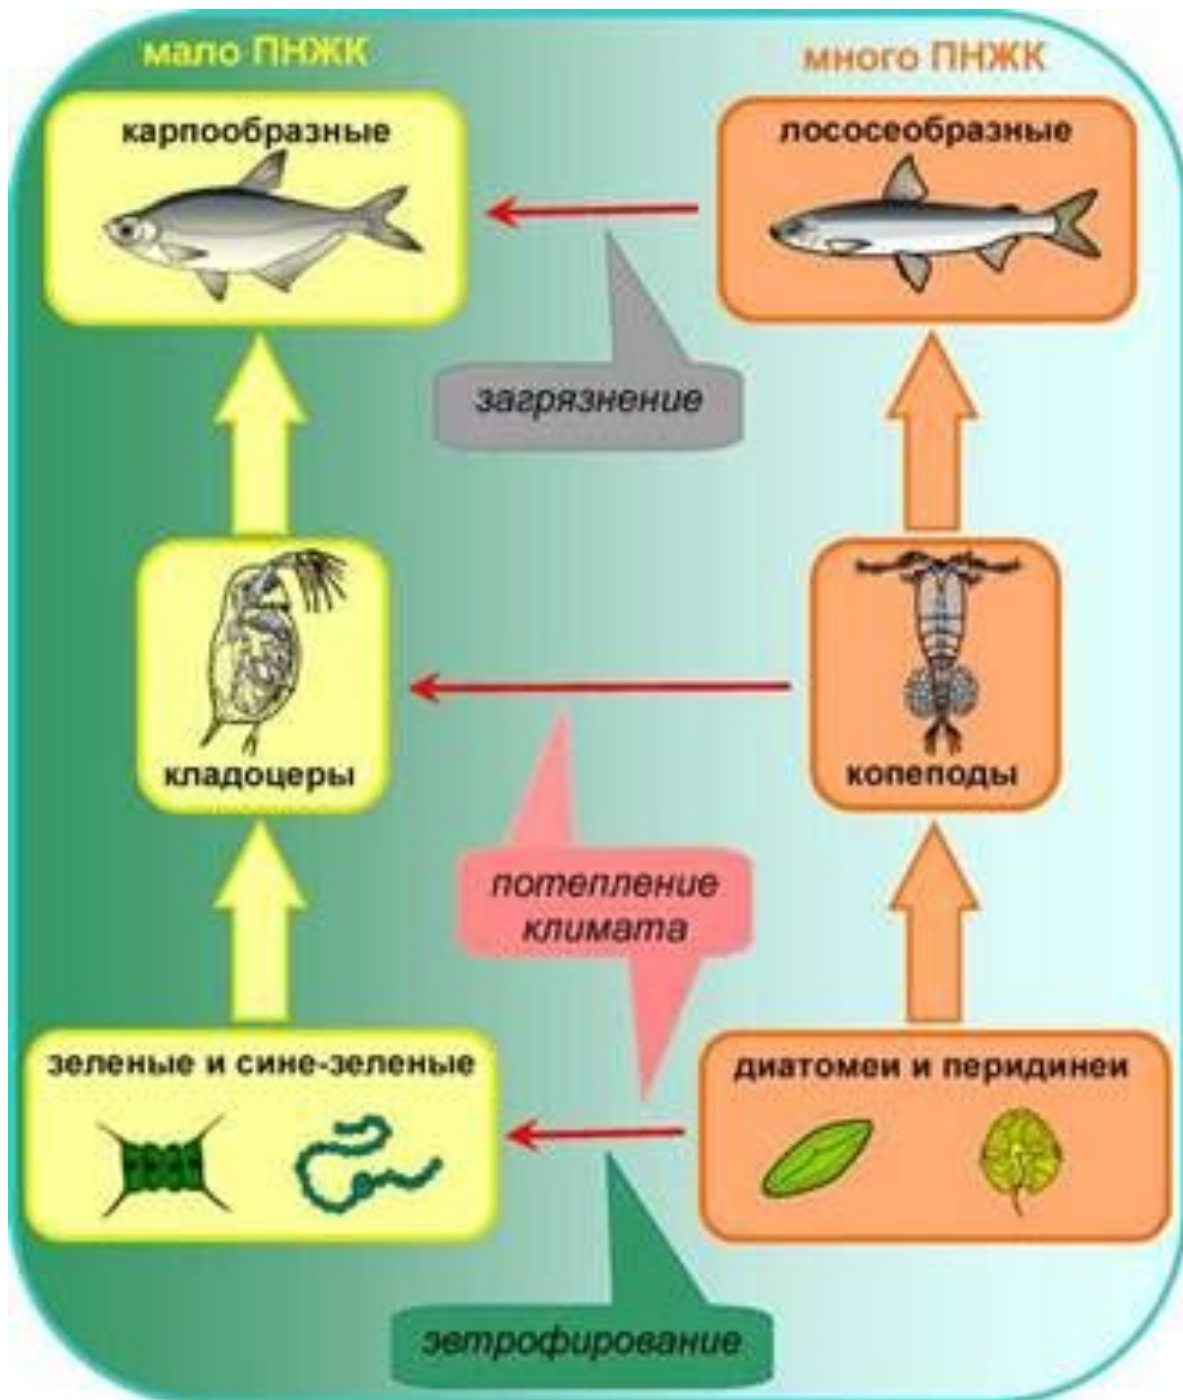 мало ПНЖК
много ПНЖК
карпообразные
лососеобразные
загрязнение
кладоцеры
копеподы
потепление
климата
зеленые и сине-зеленые
диатомеи и перидинеи
эвтрофирование